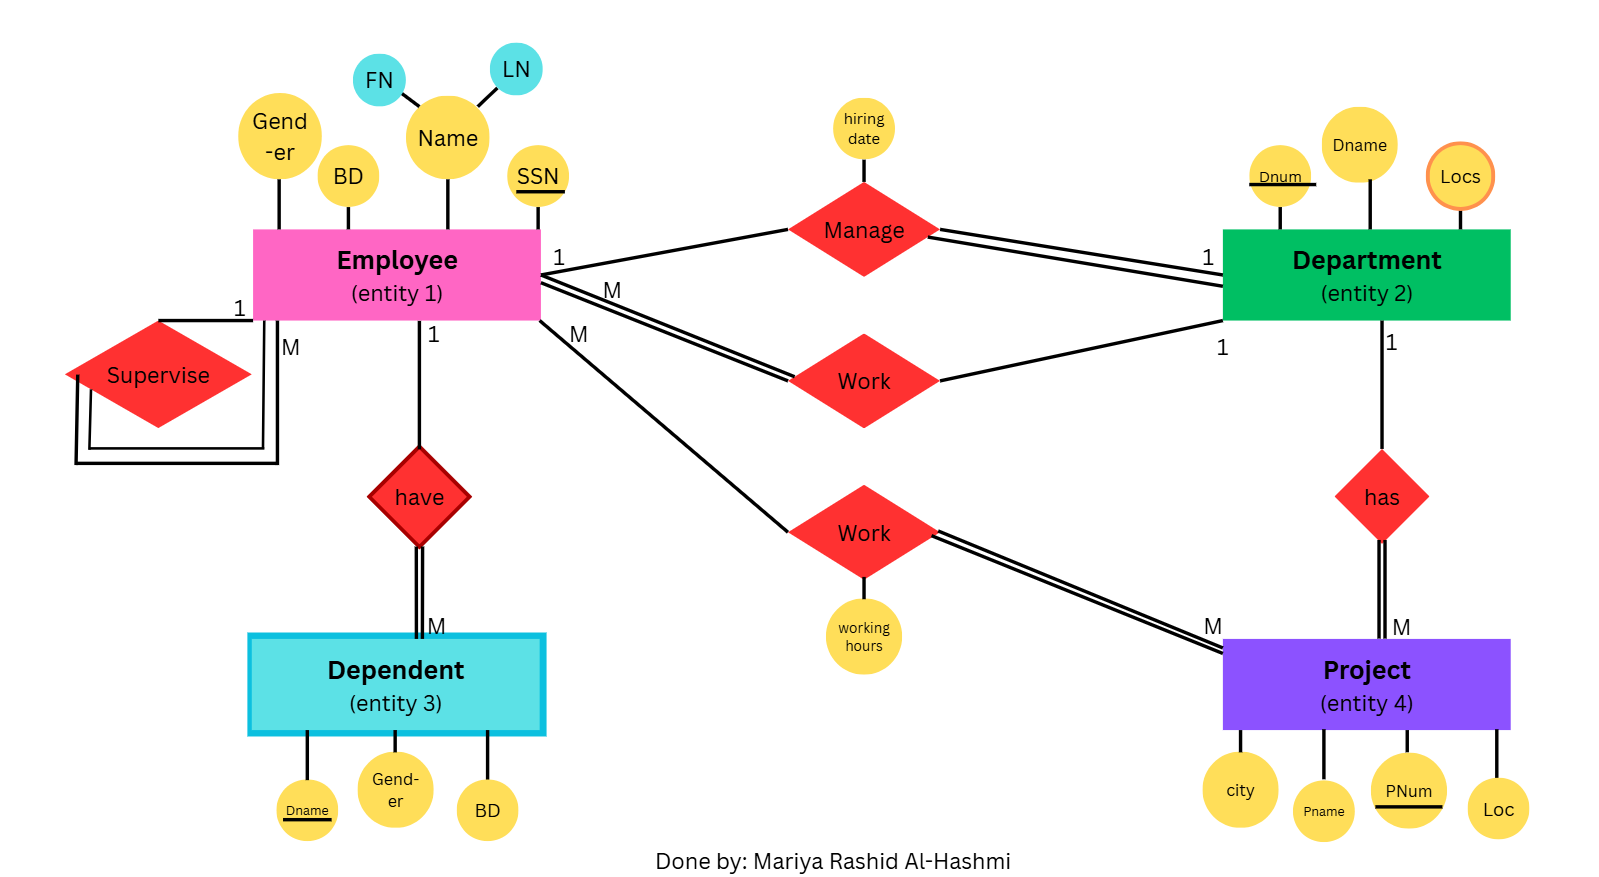 FN
LN
Gend
-er
BD
Name
SSN
hiring
date
Dnum
Dname
Locs
Employee
(entity 1)
1
Manage
1
Department
(entity 2)
M
1
M
Supervise
1
M
Work
1
1
have
Work
has
working
hours
M
Dependent
(entity 3)
M
M
Project
(entity 4)
Dname
Gend-
er
BD
city
Pname
PNum
Loc
Done by: Mariya Rashid Al-Hashmi